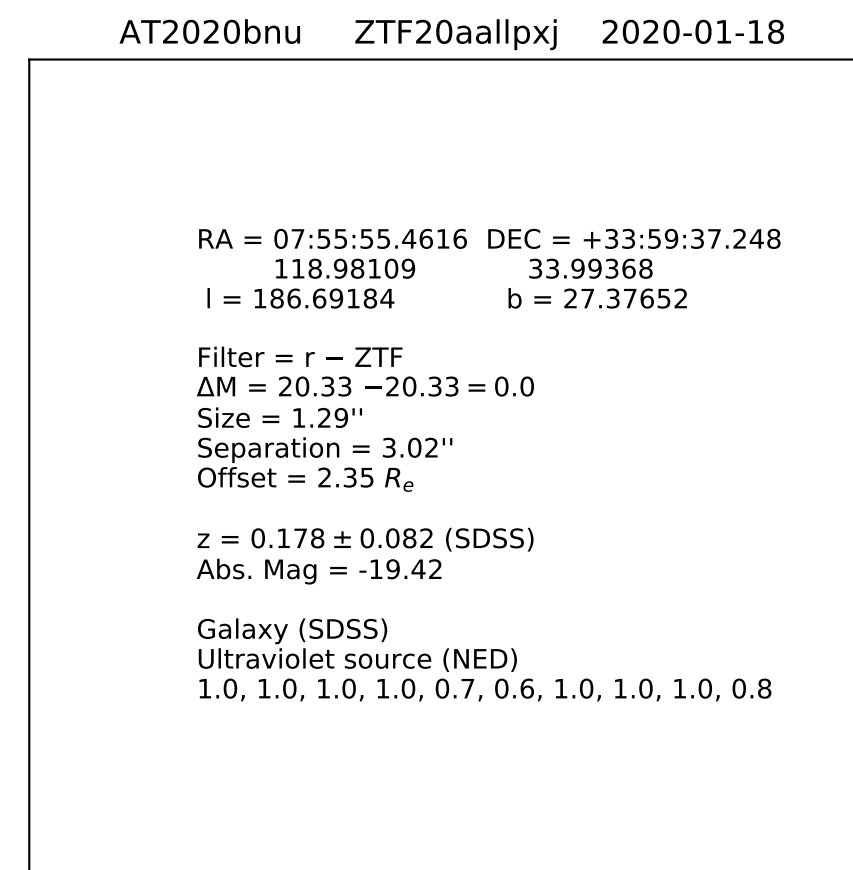 AT2020bnu ZTF20aallpxj 2020-01-18
RA = 07:55:55.4616 DEC = +33:59:37.248
118.98109 33.99368
l = 186.69184 b = 27.37652
Filter = r − ZTF
ΔM = 20.33 −20.33 = 0.0
Size = 1.29''
Separation = 3.02''
Offset = 2.35 Rₑ
z = 0.178 ± 0.082 (SDSS)
Abs. Mag = -19.42
Galaxy (SDSS)
Ultraviolet source (NED)
1.0, 1.0, 1.0, 1.0, 0.7, 0.6, 1.0, 1.0, 1.0, 0.8